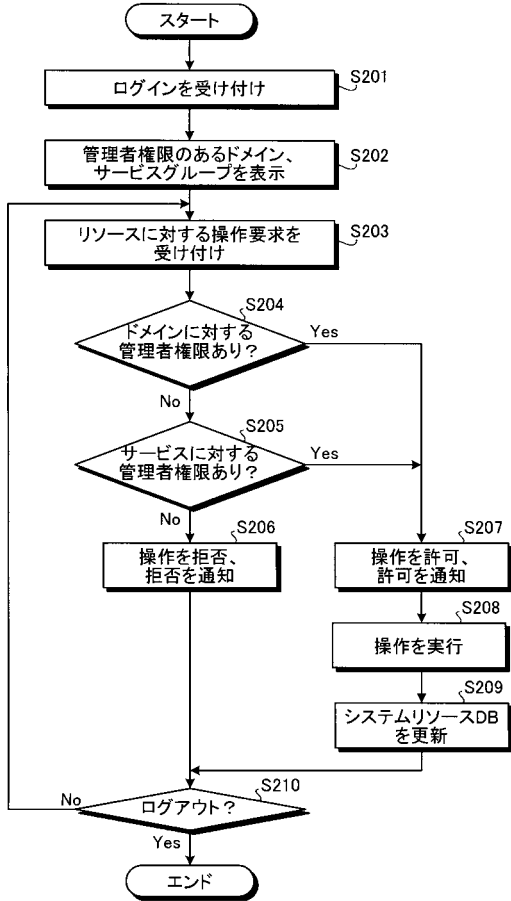 スタート
S201
ログインを受け付け
S202
管理者権限のあるドメイン、
サービスグループを表示
S203
リソースに対する操作要求を
受け付け
S204
ドメインに対する
管理者権限あり？
Yes
No
S205
サービスに対する
管理者権限あり？
Yes
No
S206
操作を拒否、
拒否を通知
S207
操作を許可、
許可を通知
S208
操作を実行
S209
システムリソースDB
を更新
S210
ログアウト？
No
Yes
エンド